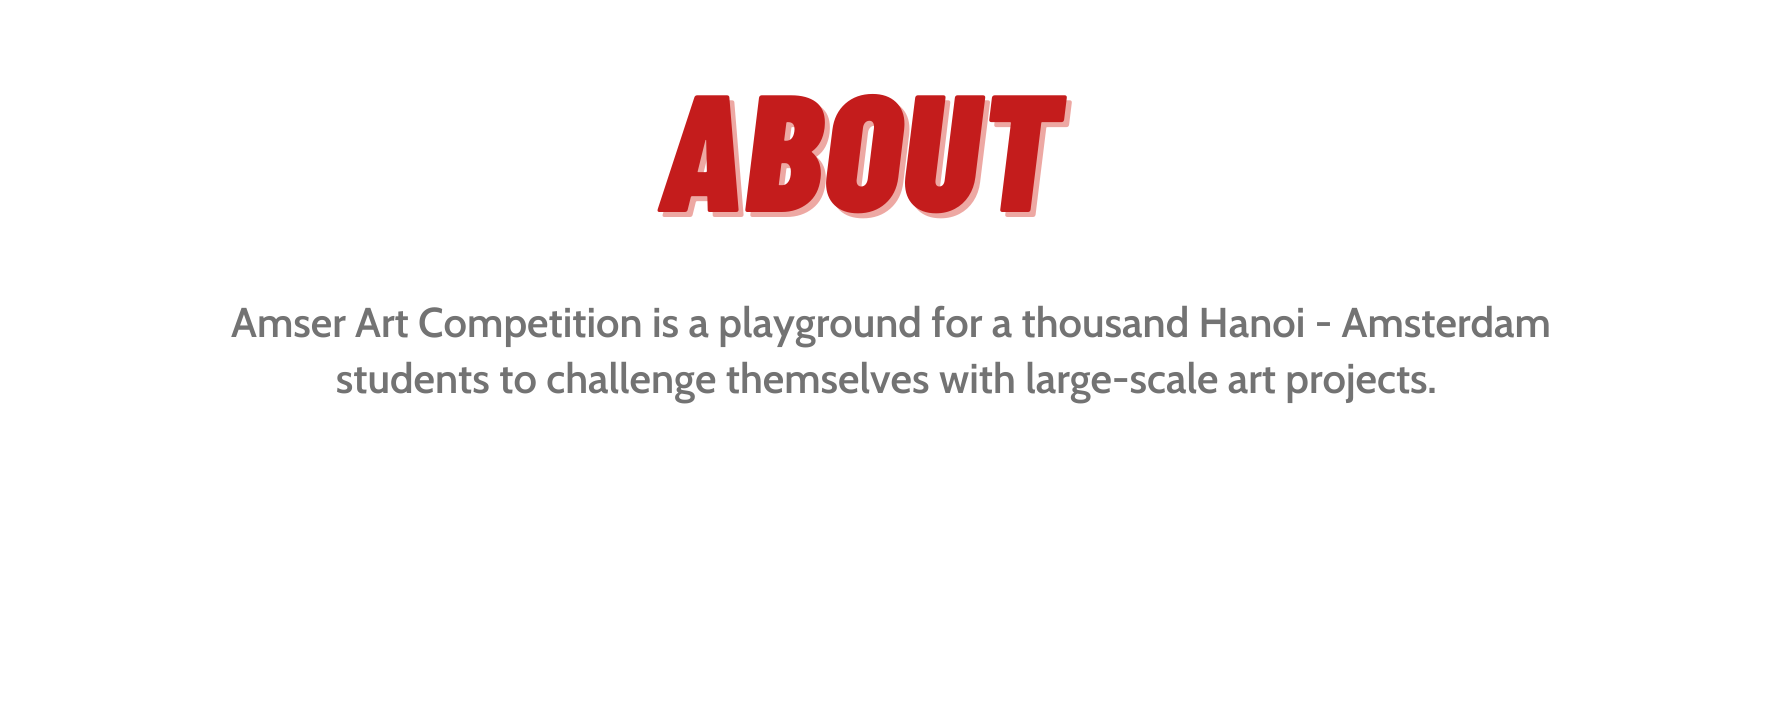 ABOUT
Amser Art Competition is a playground for a thousand Hanoi - Amsterdam
students to challenge themselves with large-scale art projects.